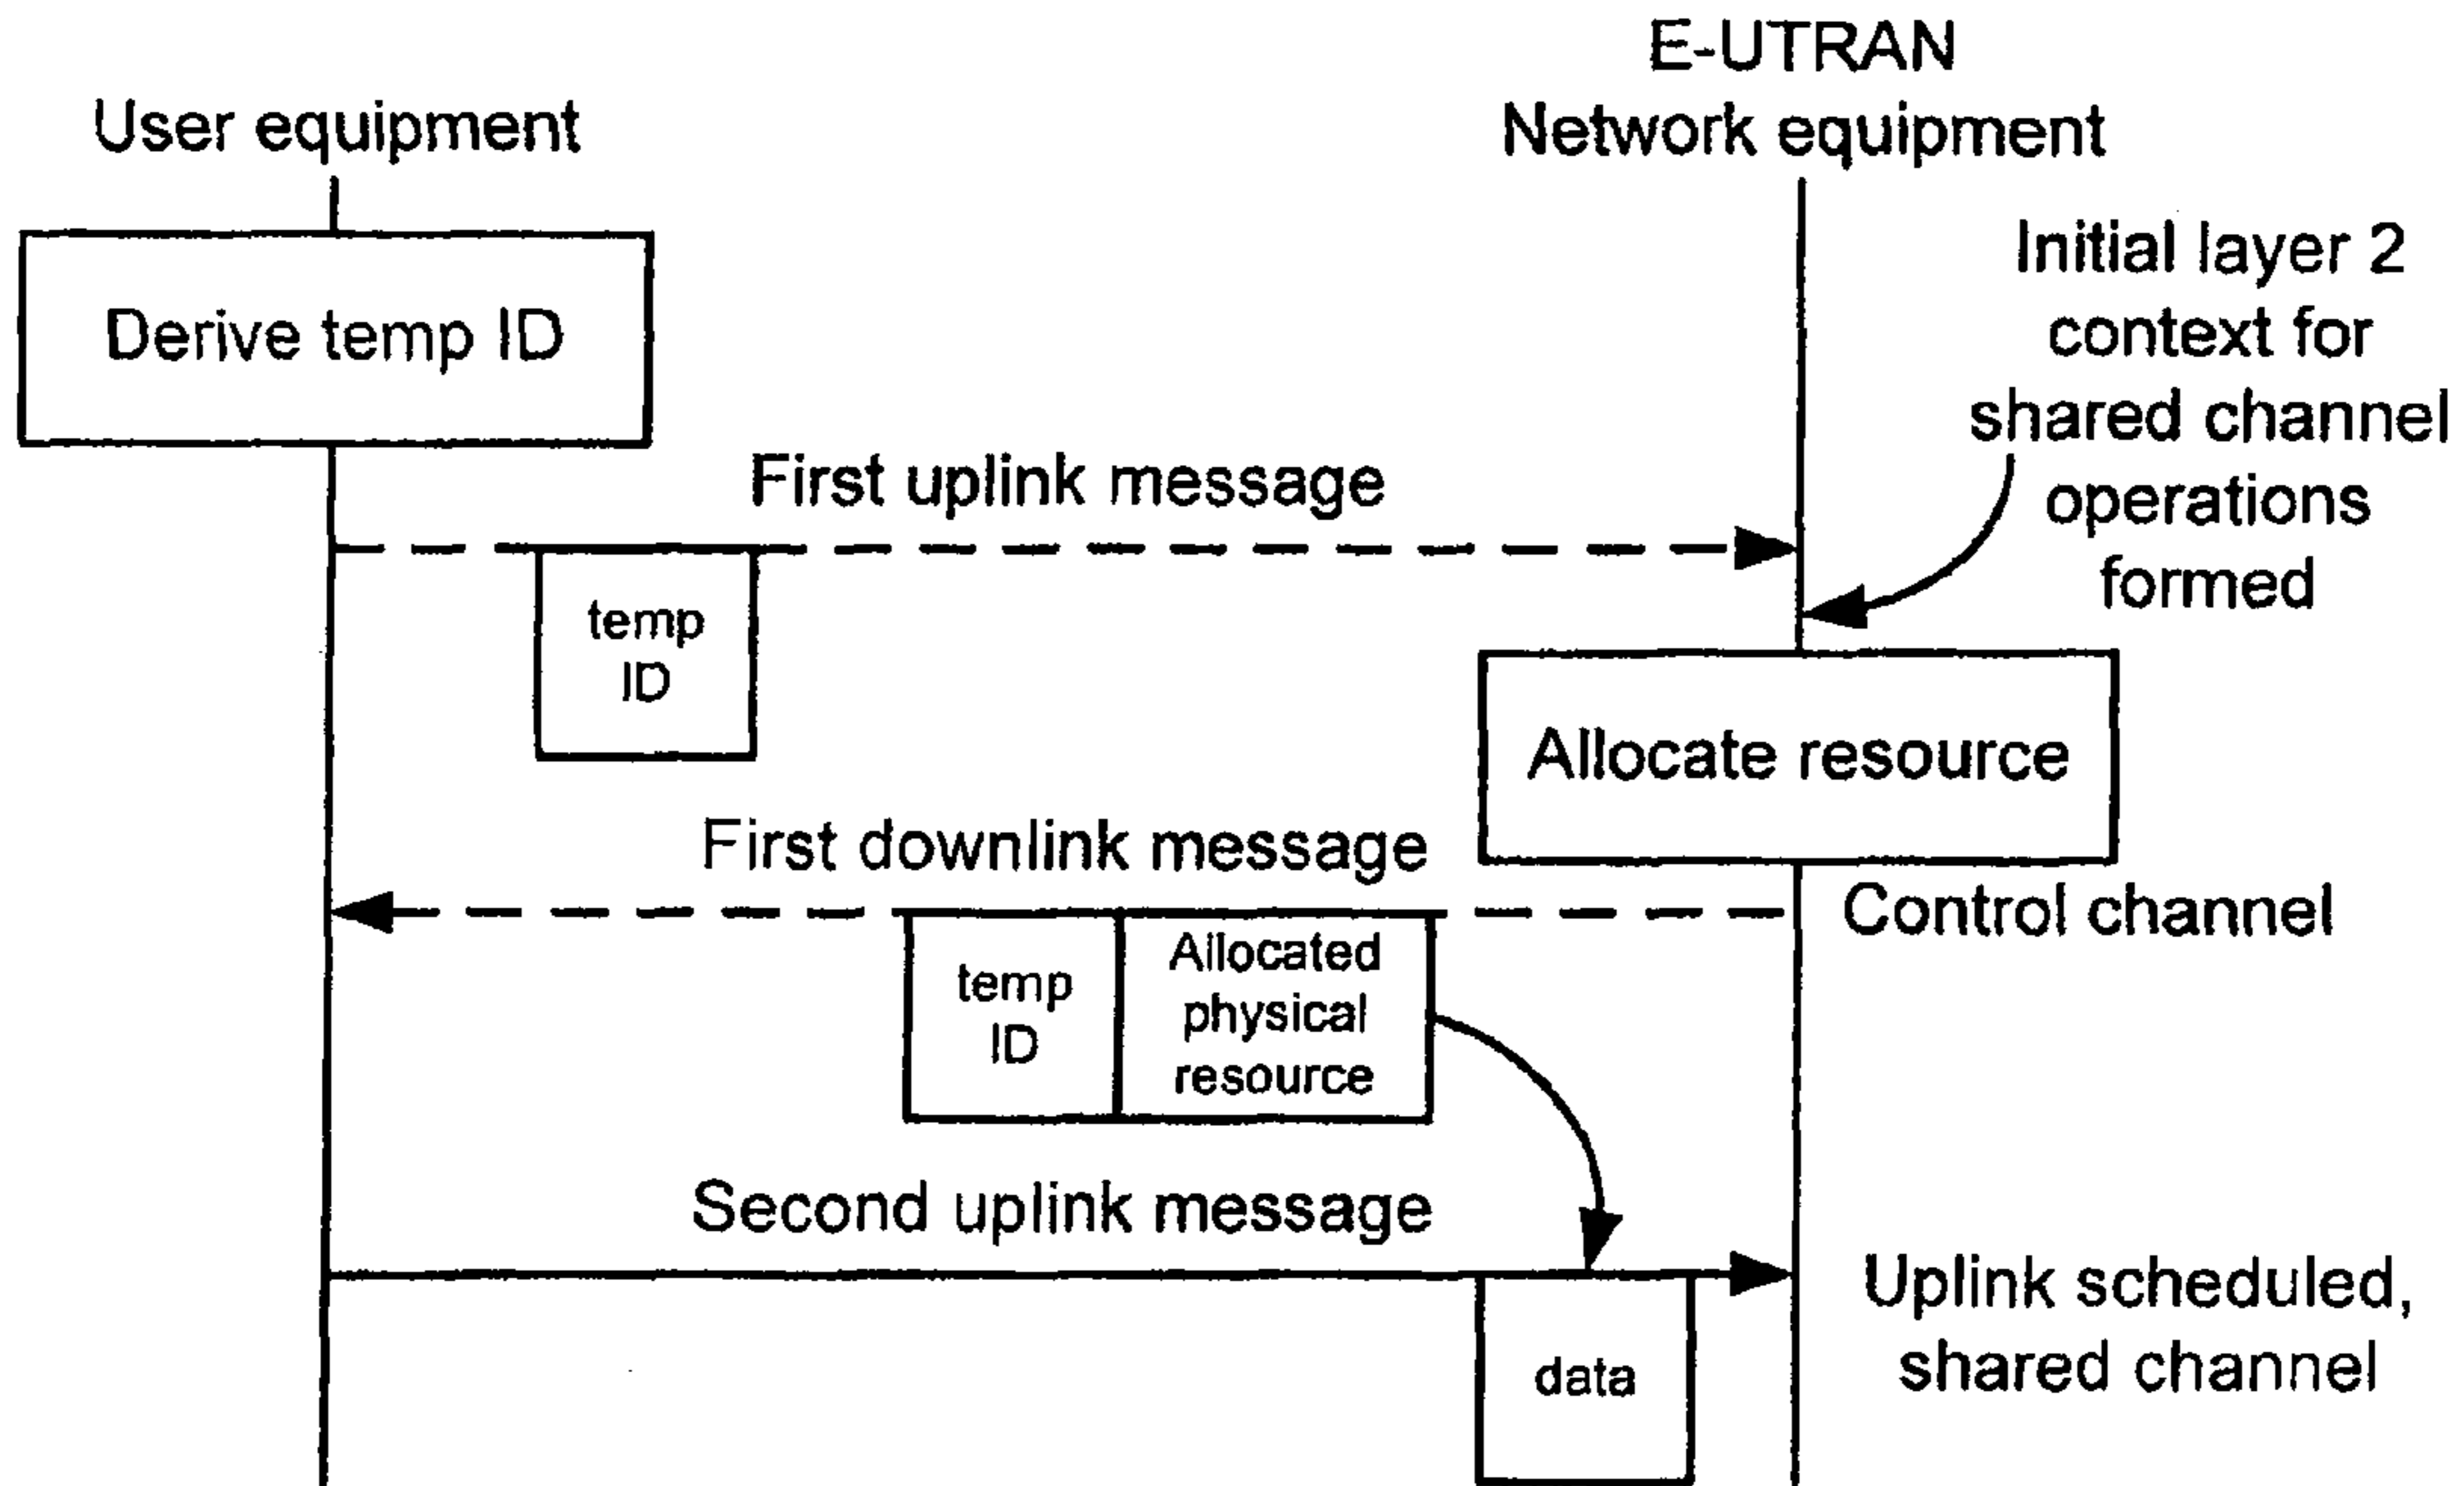 E-UTRAN
User equipment
Network equipment
Derive temp ID
Initial layer 2
context for
shared channel
operations
formed
First uplink message
temp
ID
Allocate resource
First downlink message
Control channel
temp
ID
Allocated
physical
resource
Second uplink message
Uplink scheduled,
shared channel
data